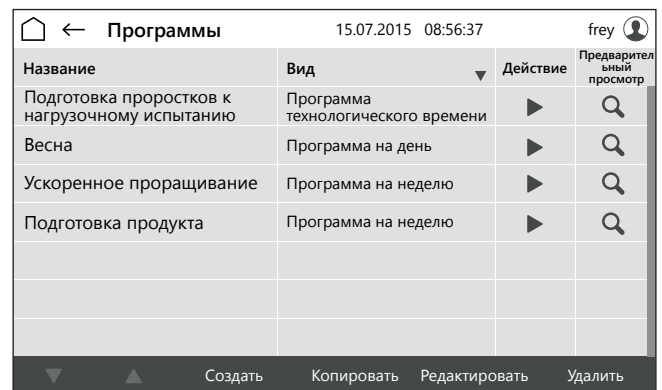 Программы 15.07.2015 08:56:37 frey
Название Вид Действие Предварител
ьный
просмотр
Подготовка проростков к
нагрузочному испытанию
Программа
технологического времени
Весна Программа на день
Ускоренное проращивание Программа на неделю
Подготовка продукта Программа на неделю
Создать Копировать Редактировать Удалить